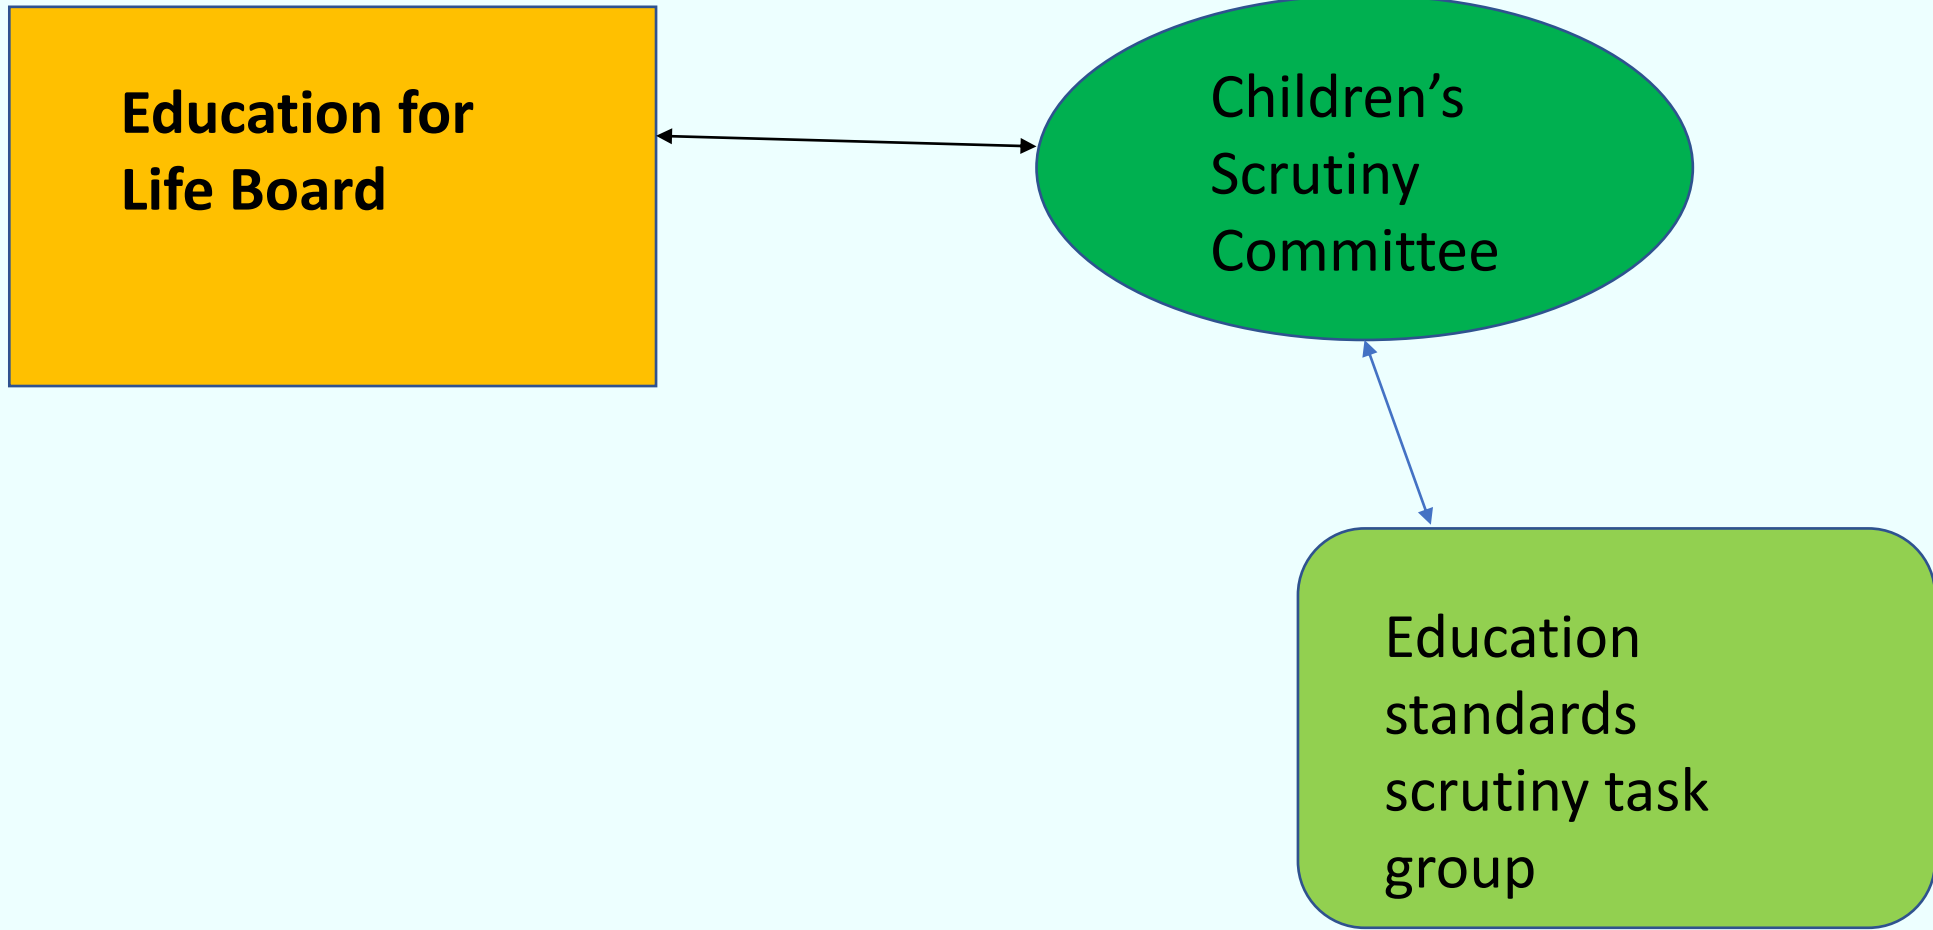 Education for
Life Board
Children’s
Scrutiny
Committee
Education
standards
scrutiny task
group